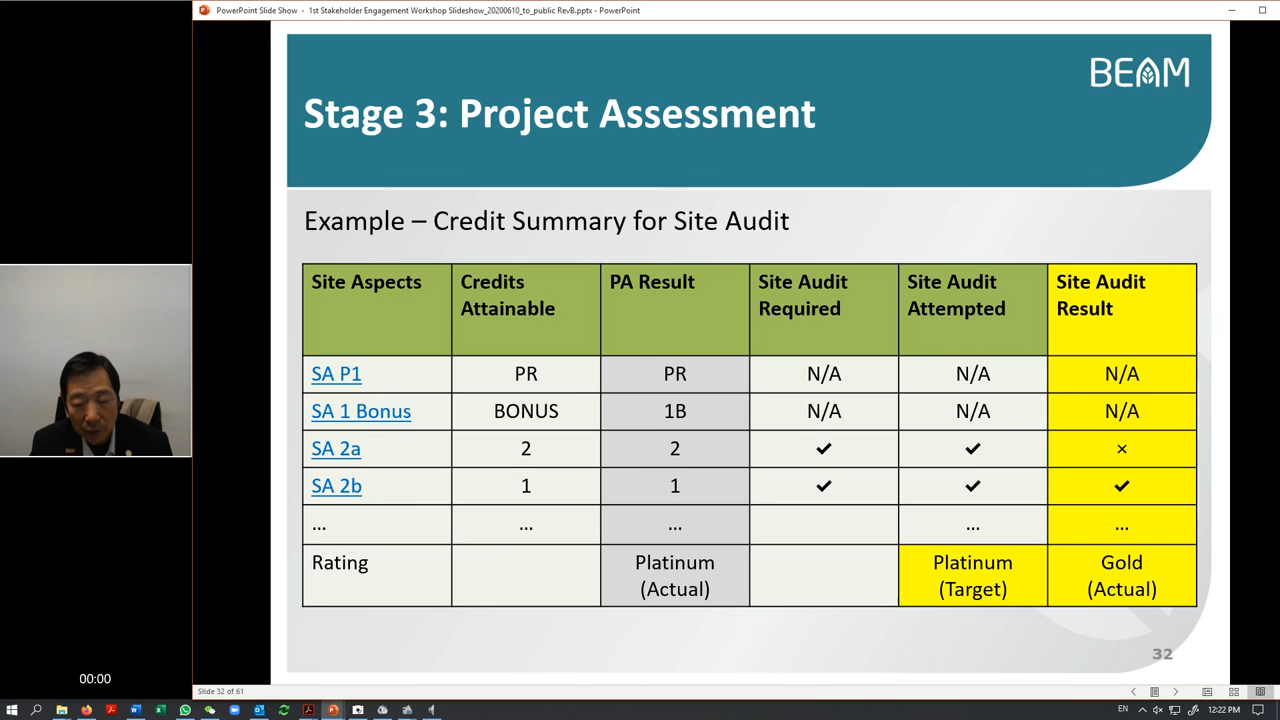 PowerPoint Slide Show - 1st Stakeholder Engagement Workshop Slideshow_20200610_to_public RevB.pptx - PowerPoint
BEAM
Stage 3: Project Assessment
Example – Credit Summary for Site Audit
Site Aspects Credits Attainable PA Result Site Audit Required Site Audit Attempted Site Audit Result
SA P1 PR PR N/A N/A N/A
SA 1 Bonus BONUS 1B N/A N/A N/A
SA 2a 2 2 ✓ ✓ ×
SA 2b 1 1 ✓ ✓ ✓
... ... ... ... ...
Rating Platinum (Actual) Platinum (Target) Gold (Actual)
32
00:00
Slide 32 of 61
EN 12:22 PM